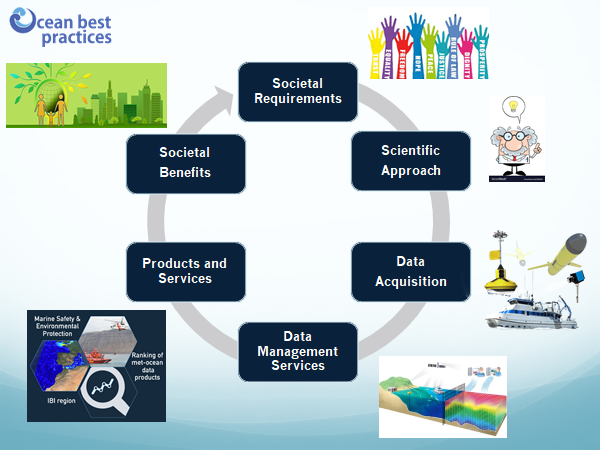 Ocean best
practices
EQUALITY
FREEDOM
HOPE
PEACE
JUSTICE
RULE OF LAW
DIGNITY
PROSPERITY
Societal
Requirements
Scientific
Approach
Data
Acquisition
Data
Management
Services
Products and
Services
Societal
Benefits
Marine Safety &
Environmental
Protection
Ranking of
met-ocean
data
products
IBI region